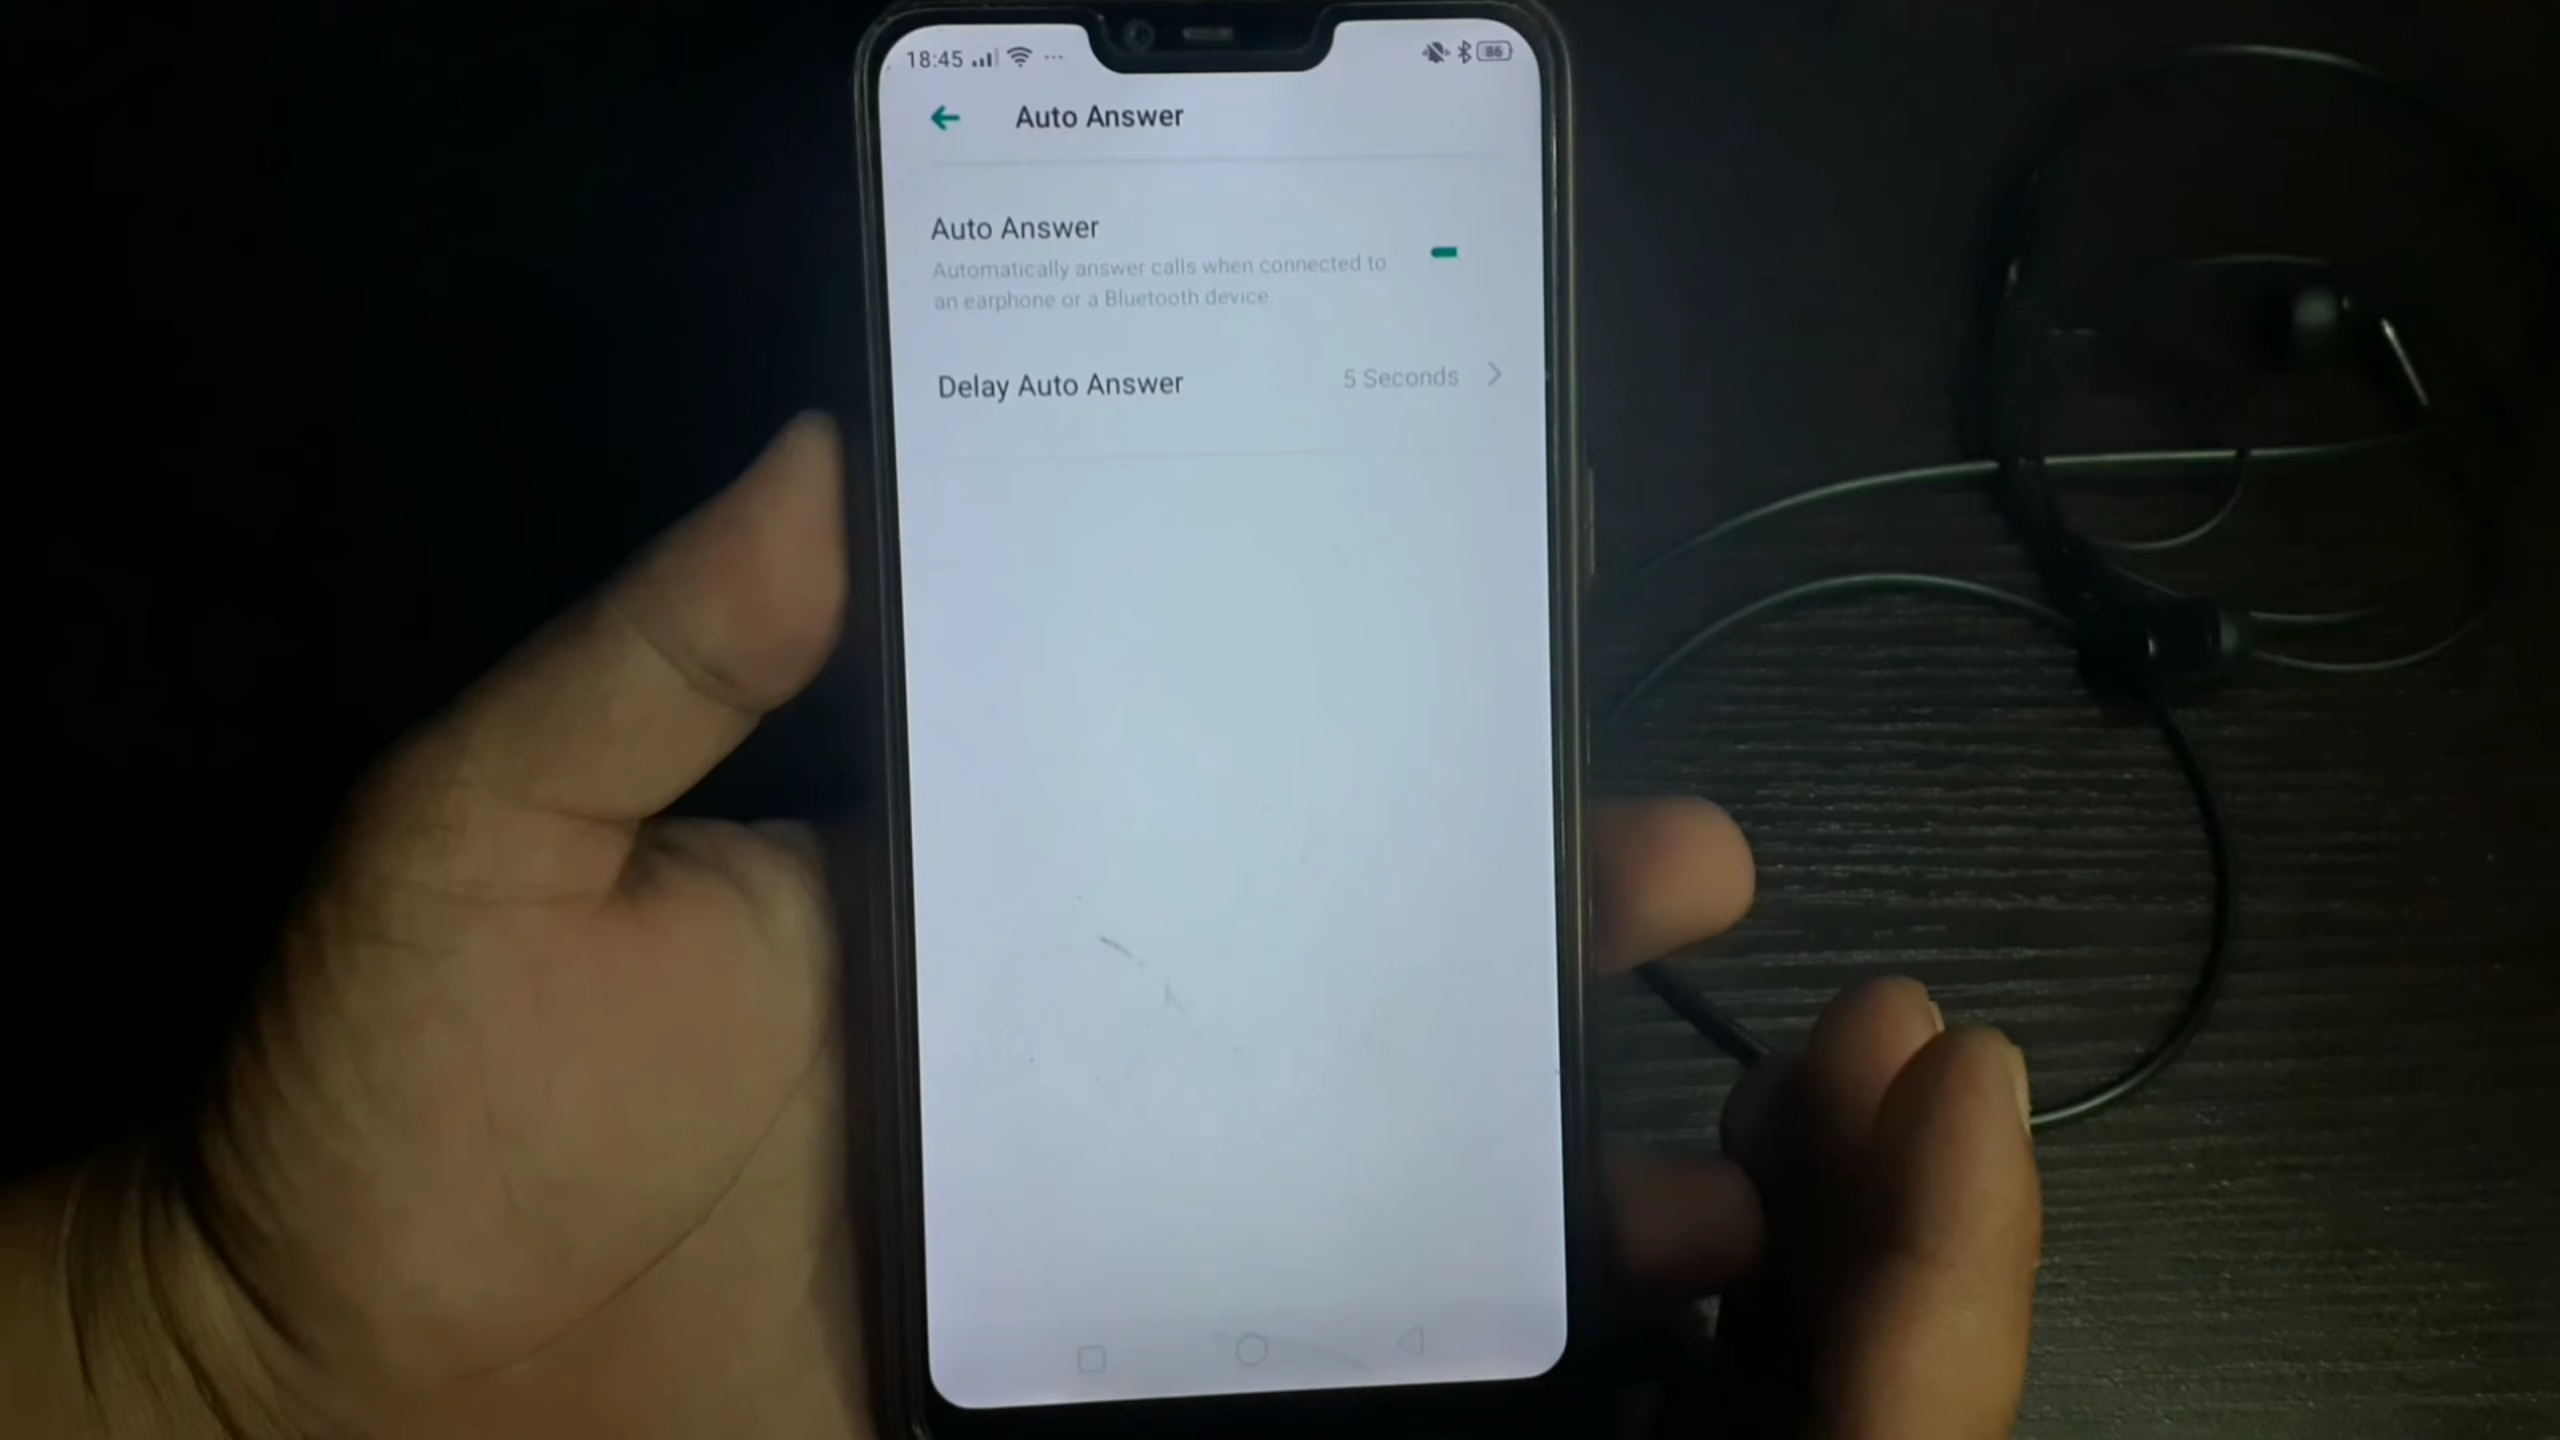 18:45 ... 86
Auto Answer
Auto Answer
Automatically answer calls when connected to
an earphone or a Bluetooth device.
Delay Auto Answer 5 Seconds